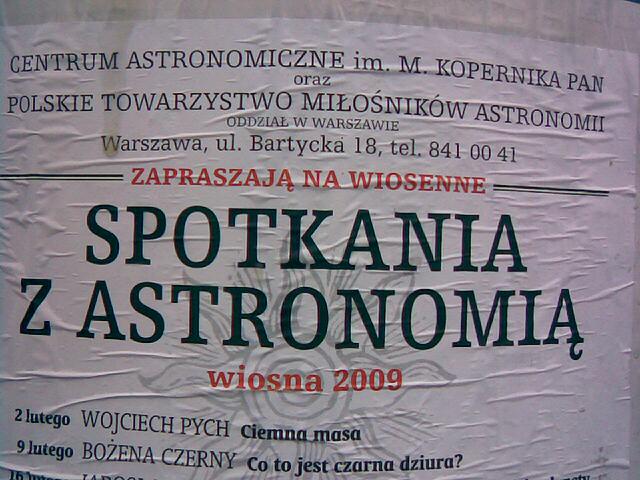 CENTRUM ASTRONOMICZNE im. M. KOPERNIKA PAN
oraz
POLSKIE TOWARZYSTWO MIŁOŚNIKÓW ASTRONOMII
ODDZIAŁ W WARSZAWIE
Warszawa, ul. Bartycka 18, tel. 841 00 41
ZAPRASZAJĄ NA WIOSENNE
SPOTKANIA
Z ASTRONOMIĄ
wiosna 2009
2 lutego WOJCIECH PYCH Ciemna masa
9 lutego BOŻENA CZERNY Co to jest czarna dziura?